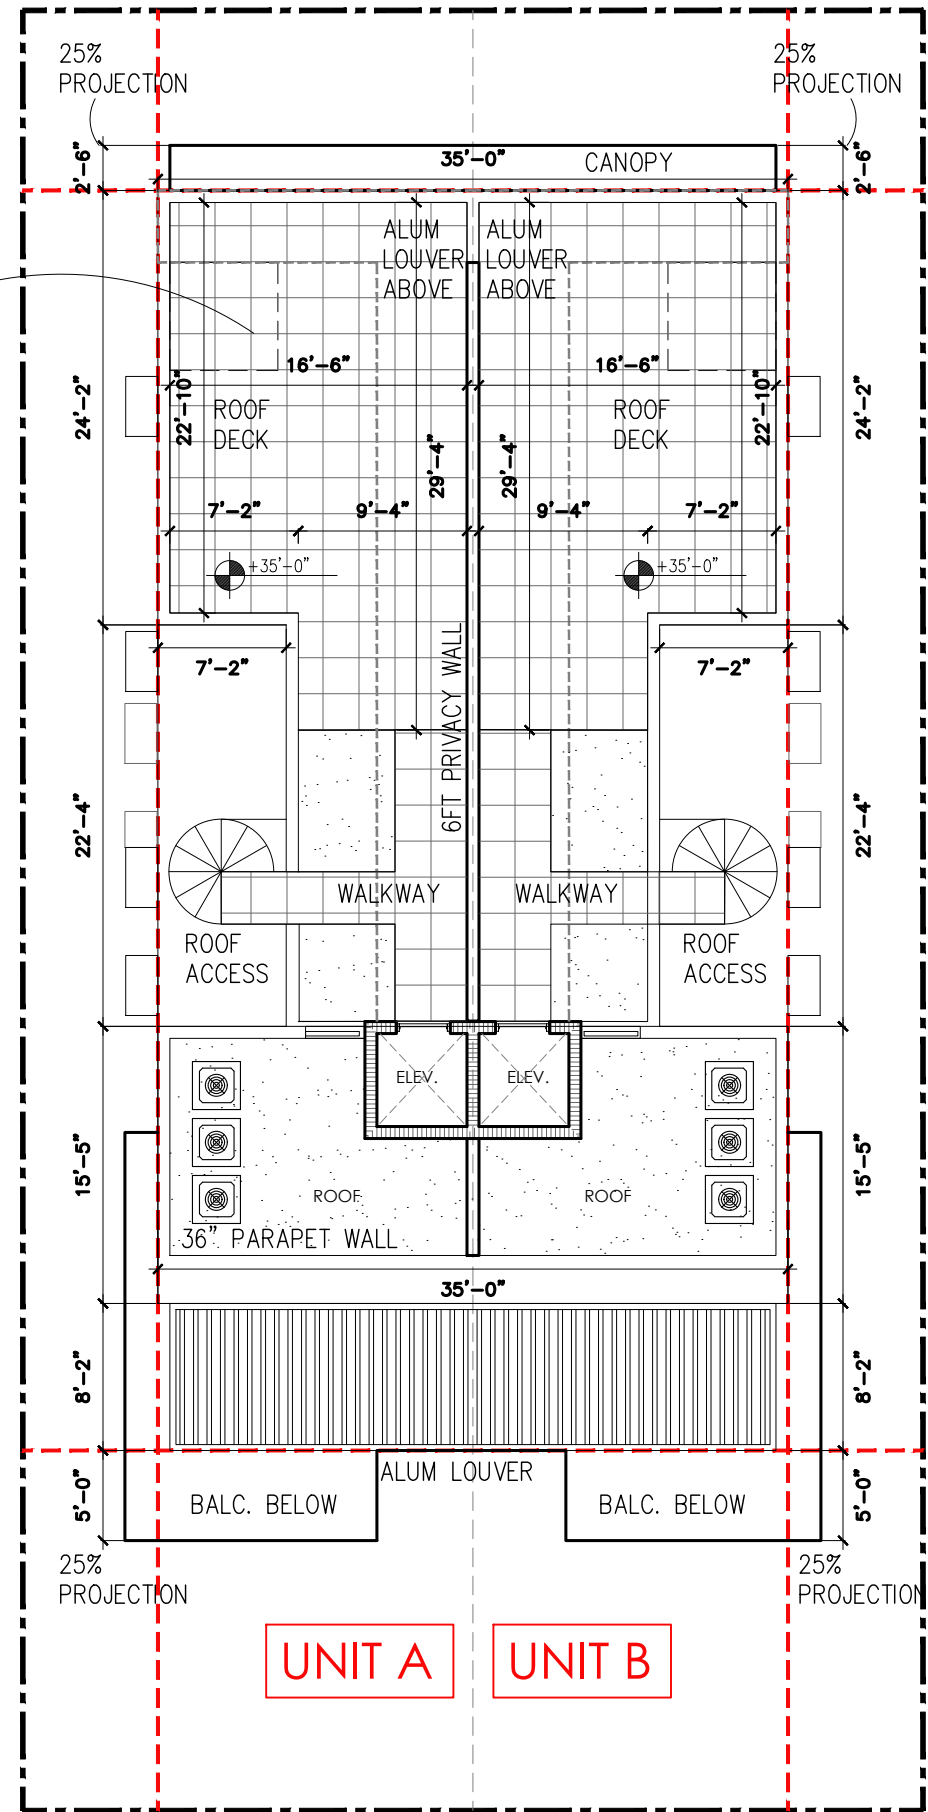 25%
PROJECTION
25%
PROJECTION
2'-6"
35'-0"
CANOPY
2'-6"
ALUM
LOUVER
ABOVE
ALUM
LOUVER
ABOVE
16'-6"
16'-6"
24'-2"
22'-10"
ROOF
DECK
29'-4"
29'-4"
ROOF
DECK
22'-10"
24'-2"
7'-2"
9'-4"
9'-4"
7'-2"
+35'-0"
+35'-0"
7'-2"
6FT PRIVACY WALL
7'-2"
22'-4"
22'-4"
WALKWAY
WALKWAY
ROOF
ACCESS
ROOF
ACCESS
ELEV.
ELEV.
15'-5"
15'-5"
ROOF
ROOF
36" PARAPET WALL
35'-0"
8'-2"
8'-2"
ALUM LOUVER
5'-0"
BALC. BELOW
BALC. BELOW
5'-0"
25%
PROJECTION
25%
PROJECTION
UNIT A
UNIT B